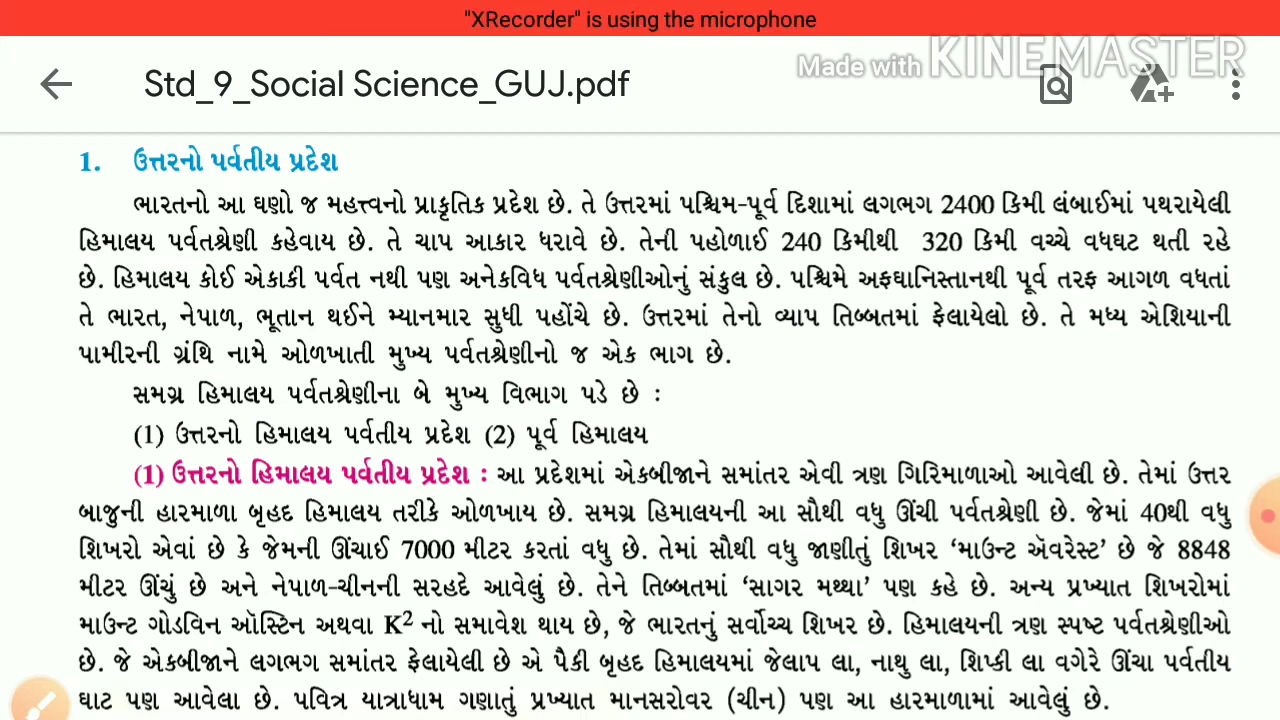 "XRecorder" is using the microphone
Made with KINEMASTER
Std_9_Social Science_GUJ.pdf
1. ઉત્તરનો પર્વતીય પ્રદેશ
ભારતનો આ ઘણો જ મહત્ત્વનો પ્રાકૃતિક પ્રદેશ છે. તે ઉત્તરમાં પશ્ચિમ-પૂર્વ દિશામાં લગભગ 2400 કિમી લંબાઈમાં પથરાયેલી
હિમાલય પર્વતશ્રેણી કહેવાય છે. તે ચાપ આકાર ધરાવે છે. તેની પહોળાઈ 240 કિમીથી 320 કિમી વચ્ચે વધઘટ થતી રહે
છે. હિમાલય કોઈ એકાકી પર્વત નથી પણ અનેકવિધ પર્વતશ્રેણીઓનું સંકુલ છે. પશ્ચિમે અફઘાનિસ્તાનથી પૂર્વ તરફ આગળ વધતાં
તે ભારત, નેપાળ, ભૂતાન થઈને મ્યાનમાર સુધી પહોંચે છે. ઉત્તરમાં તેનો વ્યાપ તિબ્બતમાં ફેલાયેલો છે. તે મધ્ય એશિયાની
પામીરની ગ્રંથિ નામે ઓળખાતી મુખ્ય પર્વતશ્રેણીનો જ એક ભાગ છે.
સમગ્ર હિમાલય પર્વતશ્રેણીના બે મુખ્ય વિભાગ પડે છે :
(1) ઉત્તરનો હિમાલય પર્વતીય પ્રદેશ (2) પૂર્વ હિમાલય
(1) ઉત્તરનો હિમાલય પર્વતીય પ્રદેશ : આ પ્રદેશમાં એકબીજાને સમાંતર એવી ત્રણ ગિરિમાળાઓ આવેલી છે. તેમાં ઉત્તર
બાજુની હારમાળા બૃહદ હિમાલય તરીકે ઓળખાય છે. સમગ્ર હિમાલયની આ સૌથી વધુ ઊંચી પર્વતશ્રેણી છે. જેમાં 40થી વધુ
શિખરો એવાં છે કે જેમની ઊંચાઈ 7000 મીટર કરતાં વધુ છે. તેમાં સૌથી વધુ જાણીતું શિખર ‘માઉન્ટ ઍવરેસ્ટ’ છે જે 8848
મીટર ઊંચું છે અને નેપાળ-ચીનની સરહદે આવેલું છે. તેને તિબ્બતમાં ‘સાગર મથ્થા’ પણ કહે છે. અન્ય પ્રખ્યાત શિખરોમાં
માઉન્ટ ગોડવિન ઑસ્ટિન અથવા K² નો સમાવેશ થાય છે, જે ભારતનું સર્વોચ્ચ શિખર છે. હિમાલયની ત્રણ સ્પષ્ટ પર્વતશ્રેણીઓ
છે. જે એકબીજાને લગભગ સમાંતર ફેલાયેલી છે એ પૈકી બૃહદ હિમાલયમાં જેલાપ લા, નાથુ લા, શિપ્કી લા વગેરે ઊંચા પર્વતીય
ઘાટ પણ આવેલા છે. પવિત્ર યાત્રાધામ ગણાતું પ્રખ્યાત માનસરોવર (ચીન) પણ આ હારમાળામાં આવેલું છે.